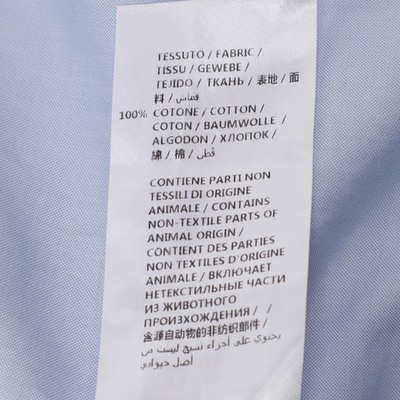 TESSUTO / FABRIC /
TISSU / GEWEBE /
TEJIDO / ТКАНЬ / 表地 / 面
料 / قماش /
100% COTONE / COTTON /
COTON / BAUMWOLLE /
ALGODON / ХЛОПОК /
綿 / 棉 / قطن /
CONTIENE PARTI NON
TESSILI DI ORIGINE
ANIMALE / CONTAINS
NON-TEXTILE PARTS OF
ANIMAL ORIGIN /
CONTIENT DES PARTIES
NON TEXTILES D'ORIGINE
ANIMALE / ВКЛЮЧАЕТ
НЕТЕКСТИЛЬНЫЕ ЧАСТИ
ИЗ ЖИВОТНОГО
ПРОИСХОЖДЕНИЯ / /
含源自动物的非纺织部件 /
يحتوي على أجزاء نسيج ليست من
أصل حيواني